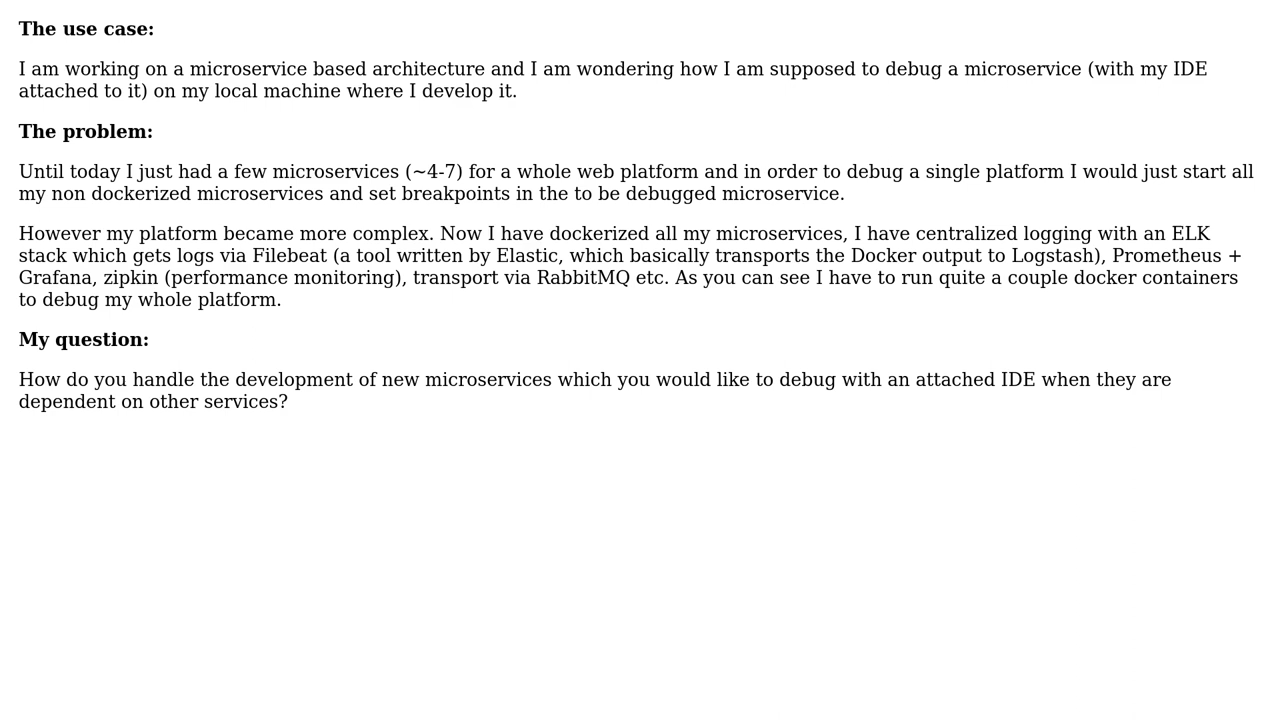 The use case:
I am working on a microservice based architecture and I am wondering how I am supposed to debug a microservice (with my IDE
attached to it) on my local machine where I develop it.
The problem:
Until today I just had a few microservices (~4-7) for a whole web platform and in order to debug a single platform I would just start all
my non dockerized microservices and set breakpoints in the to be debugged microservice.
However my platform became more complex. Now I have dockerized all my microservices, I have centralized logging with an ELK
stack which gets logs via Filebeat (a tool written by Elastic, which basically transports the Docker output to Logstash), Prometheus +
Grafana, zipkin (performance monitoring), transport via RabbitMQ etc. As you can see I have to run quite a couple docker containers
to debug my whole platform.
My question:
How do you handle the development of new microservices which you would like to debug with an attached IDE when they are
dependent on other services?